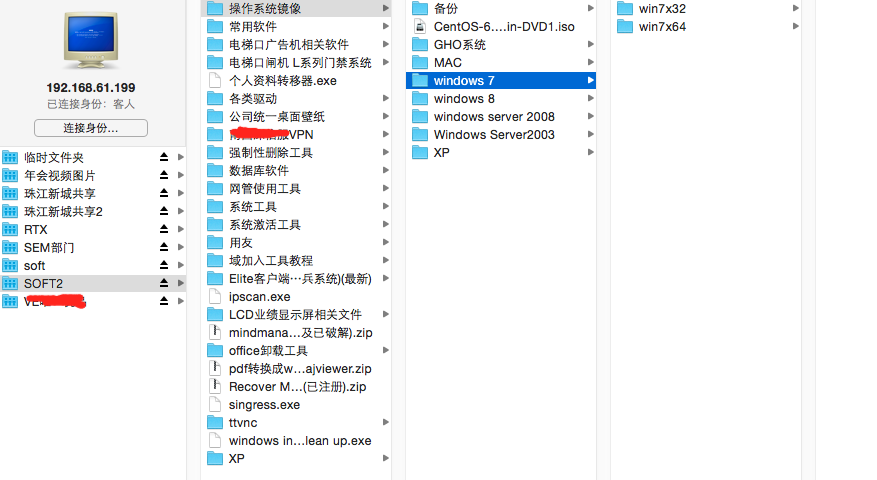 192.168.61.199
已连接身份：客人
连接身份...
临时文件夹
年会视频图片
珠江新城共享
珠江新城共享2
RTX
SEM部门
soft
SOFT2
操作系统镜像
常用软件
电梯口广告机相关软件
电梯口闸机 L系列门禁系统
个人资料转移器.exe
各类驱动
公司统一桌面壁纸
VPN
强制性删除工具
数据库软件
网管使用工具
系统工具
系统激活工具
用友
域加入工具教程
Elite客户端…兵系统)(最新)
ipscan.exe
LCD业绩显示屏相关文件
mindmana…及已破解).zip
office卸载工具
pdf转换成w…ajviewer.zip
Recover M…(已注册).zip
singress.exe
ttvnc
windows in…lean up.exe
XP
备份
CentOS-6.…in-DVD1.iso
GHO系统
MAC
windows 7
windows 8
windows server 2008
Windows Server2003
XP
win7x32
win7x64